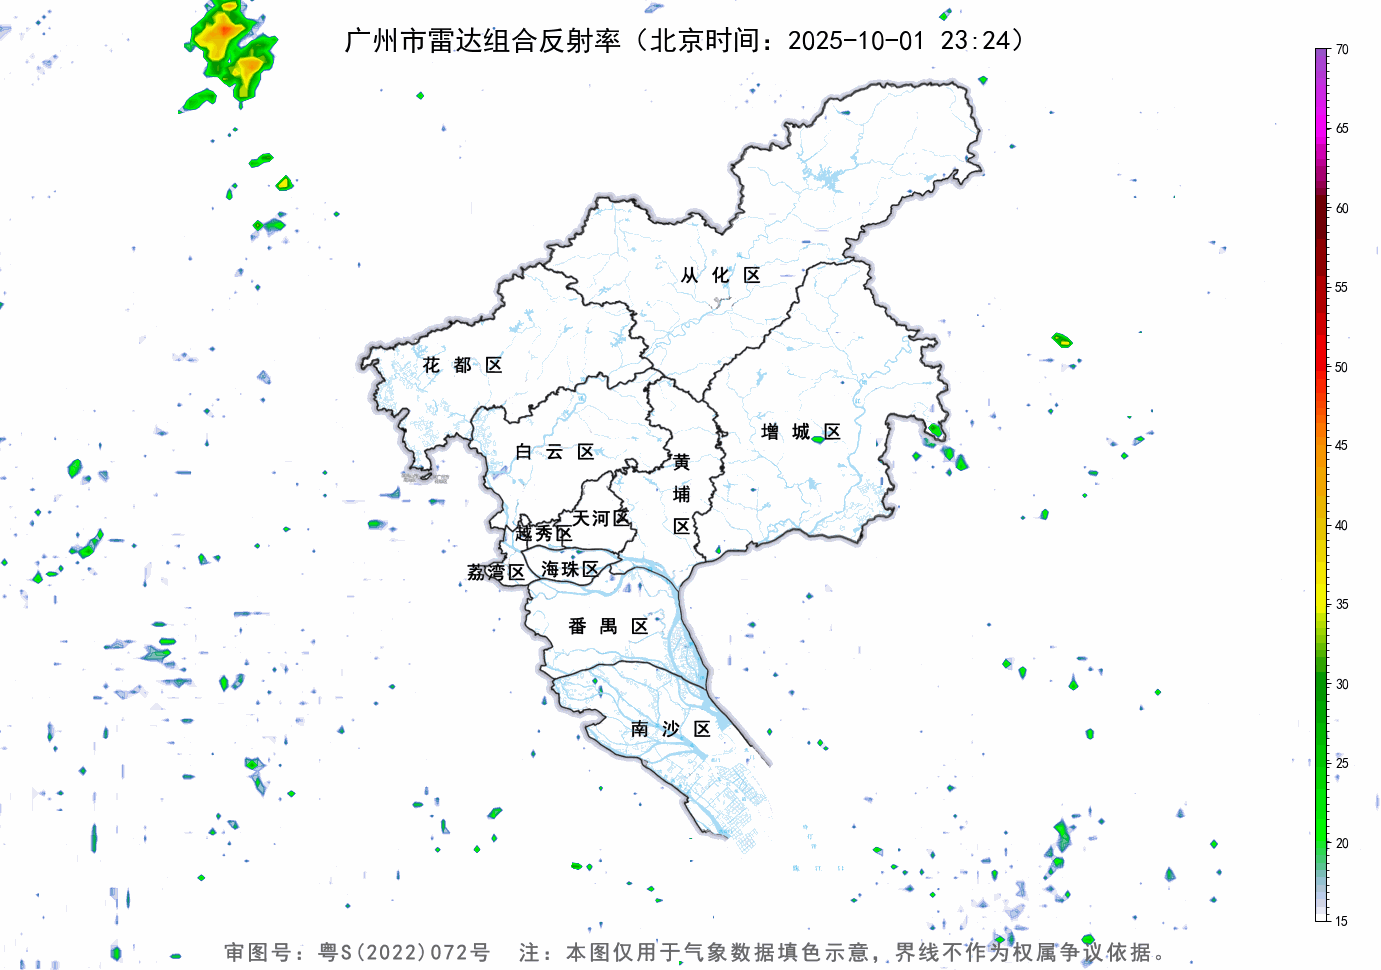 广州市雷达组合反射率（北京时间：2025-10-01 23:24）
70
65
60
55
50
45
40
35
30
25
20
15
从化区
花都区
增城区
白云区
黄埔区
天河区
越秀区
海珠区
荔湾区
番禺区
南沙区
审图号：粤S(2022)072号 注：本图仅用于气象数据填色示意，界线不作为权属争议依据。